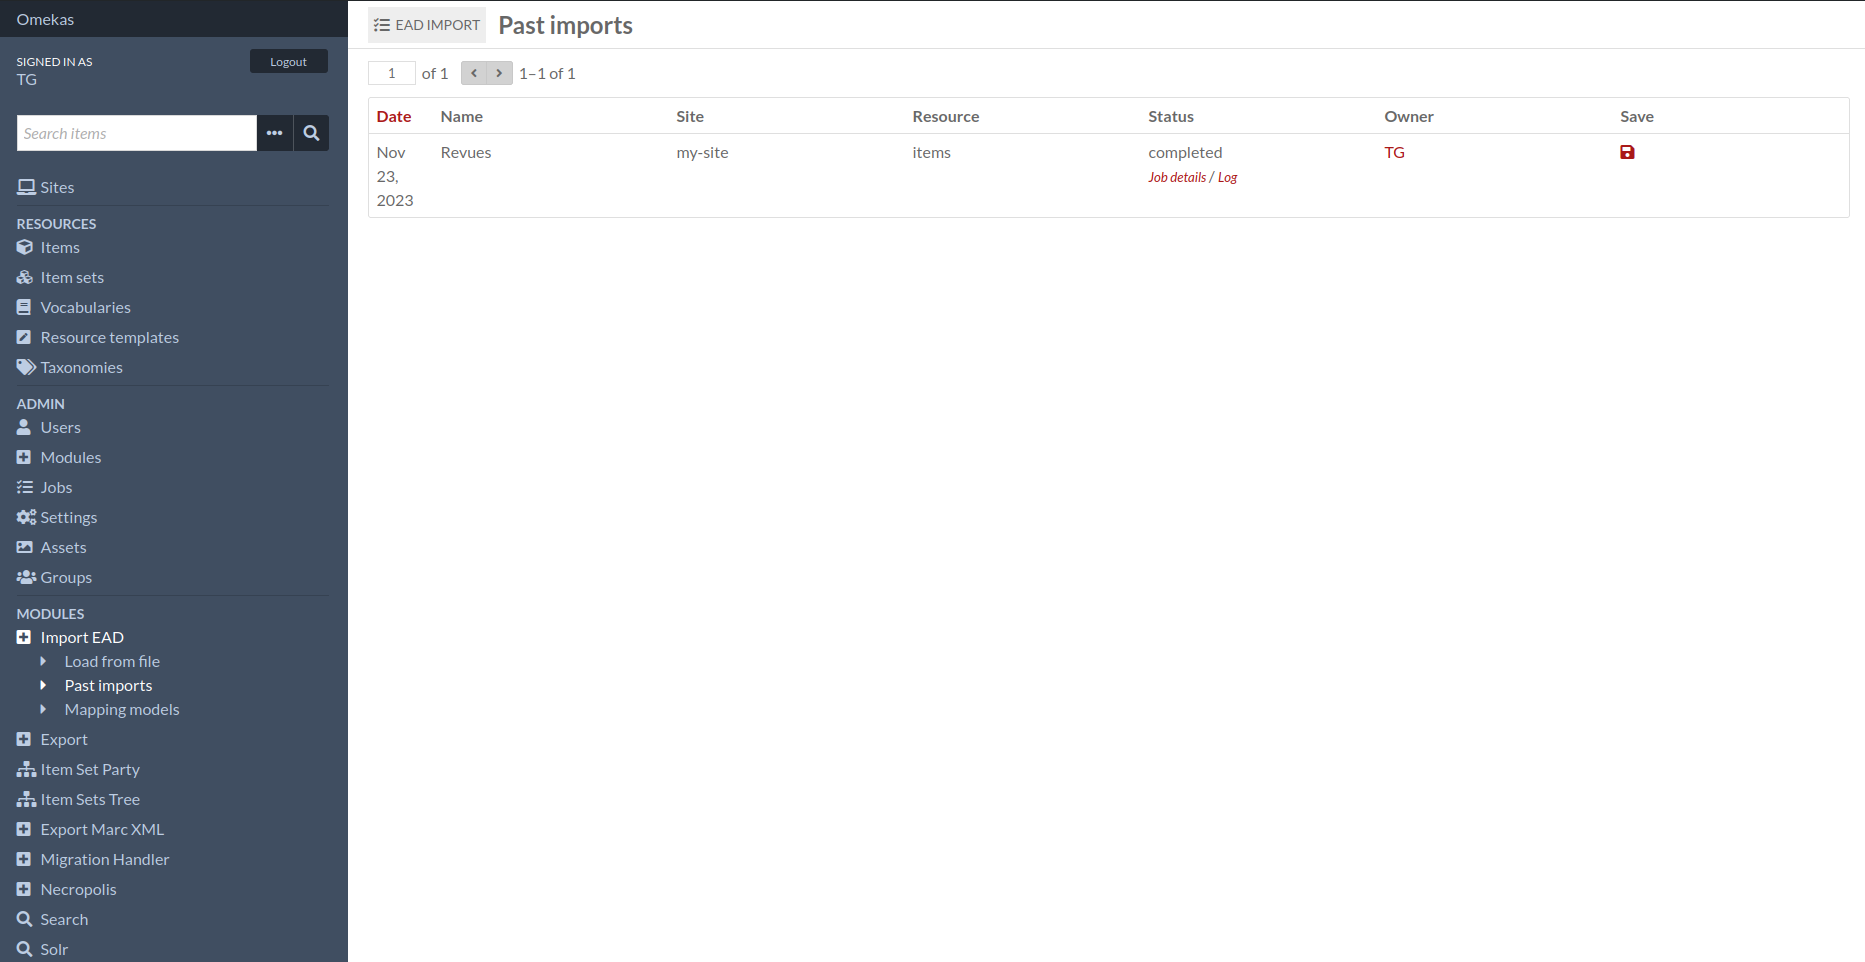 Omekas
SIGNED IN AS
TG
Logout
Search items
Sites
RESOURCES
Items
Item sets
Vocabularies
Resource templates
Taxonomies
ADMIN
Users
Modules
Jobs
Settings
Assets
Groups
MODULES
Import EAD
Load from file
Past imports
Mapping models
Export
Item Set Party
Item Sets Tree
Export Marc XML
Migration Handler
Necropolis
Search
Solr
EAD IMPORT Past imports
1 of 1 1–1 of 1
Date Name Site Resource Status Owner Save
Nov 23, 2023 Revues my-site items completed TG
Job details / Log